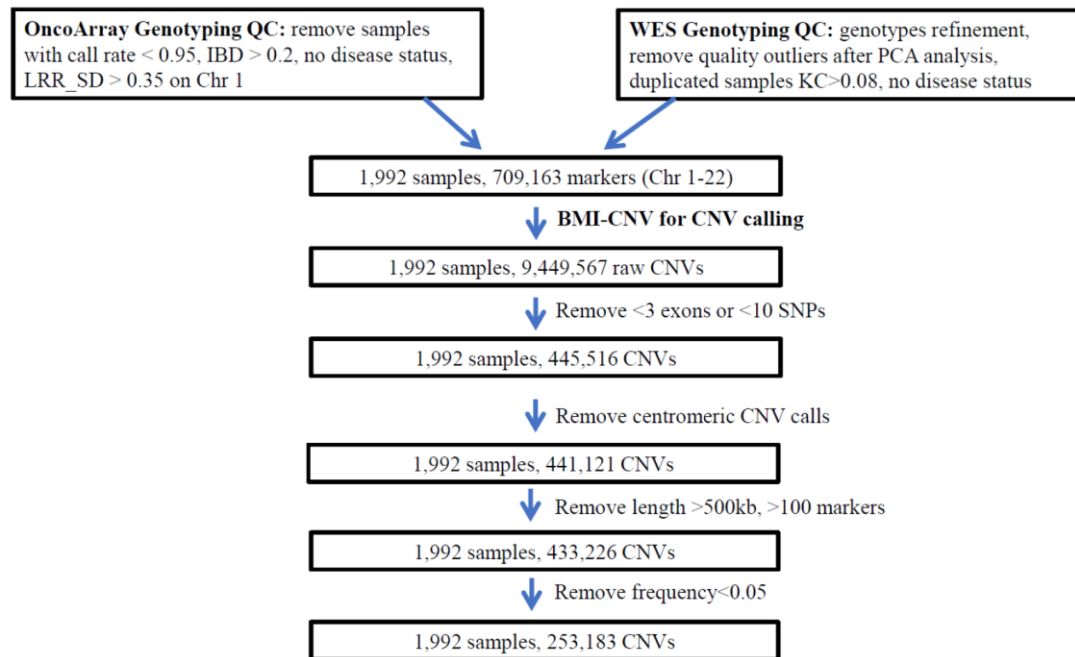 OncoArray Genotyping QC: remove samples
with call rate < 0.95, IBD > 0.2, no disease status,
LRR_SD > 0.35 on Chr 1
WES Genotyping QC: genotypes refinement,
remove quality outliers after PCA analysis,
duplicated samples KC>0.08, no disease status
1,992 samples, 709,163 markers (Chr 1-22)
BMI-CNV for CNV calling
1,992 samples, 9,449,567 raw CNVs
Remove <3 exons or <10 SNPs
1,992 samples, 445,516 CNVs
Remove centromeric CNV calls
1,992 samples, 441,121 CNVs
Remove length >500kb, >100 markers
1,992 samples, 433,226 CNVs
Remove frequency<0.05
1,992 samples, 253,183 CNVs